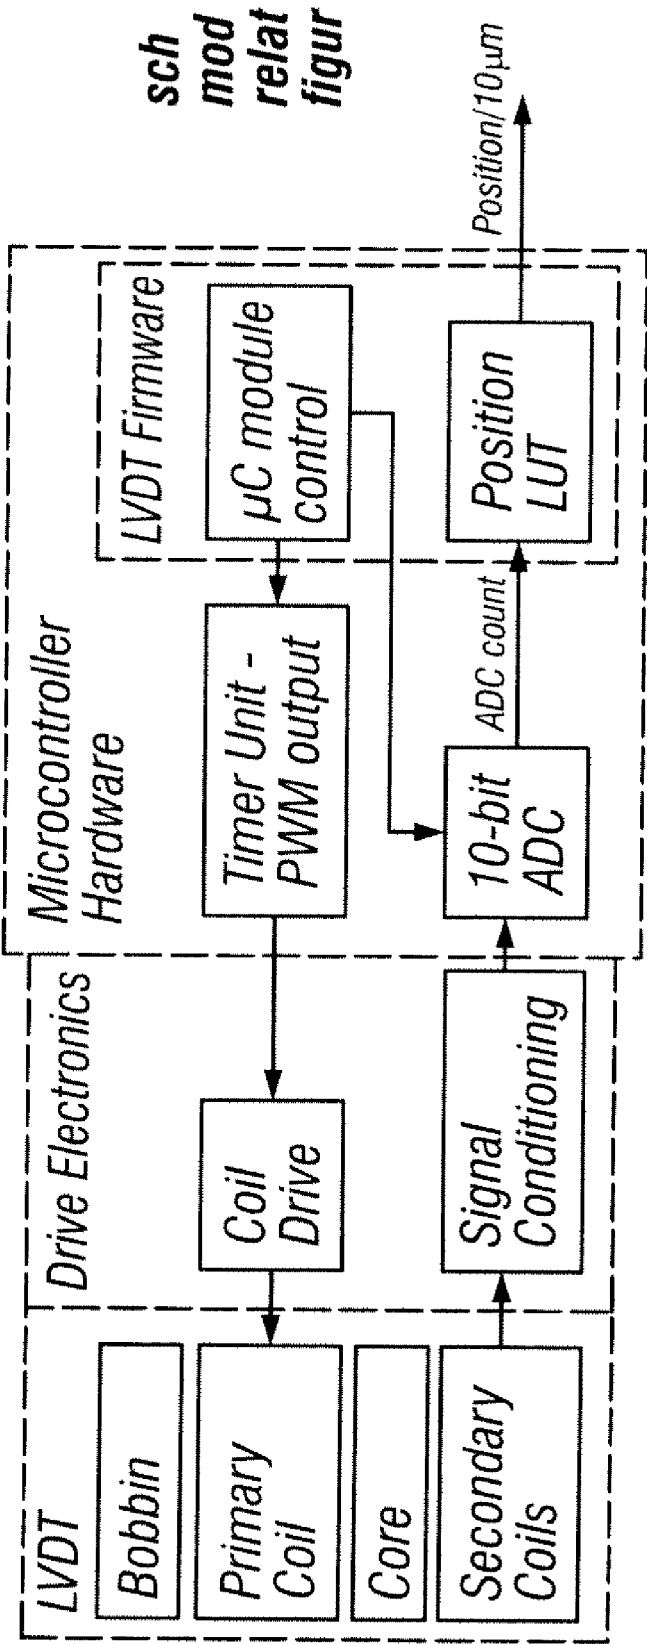 LVDT
Bobbin
Primary
Coil
Core
Secondary
Coils
Drive Electronics
Coil
Drive
Signal
Conditioning
Microcontroller
Hardware
Timer Unit -
PWM output
10-bit
ADC
ADC count
LVDT Firmware
µC module
control
Position
LUT
Position/10µm
sch
mod
relat
figur